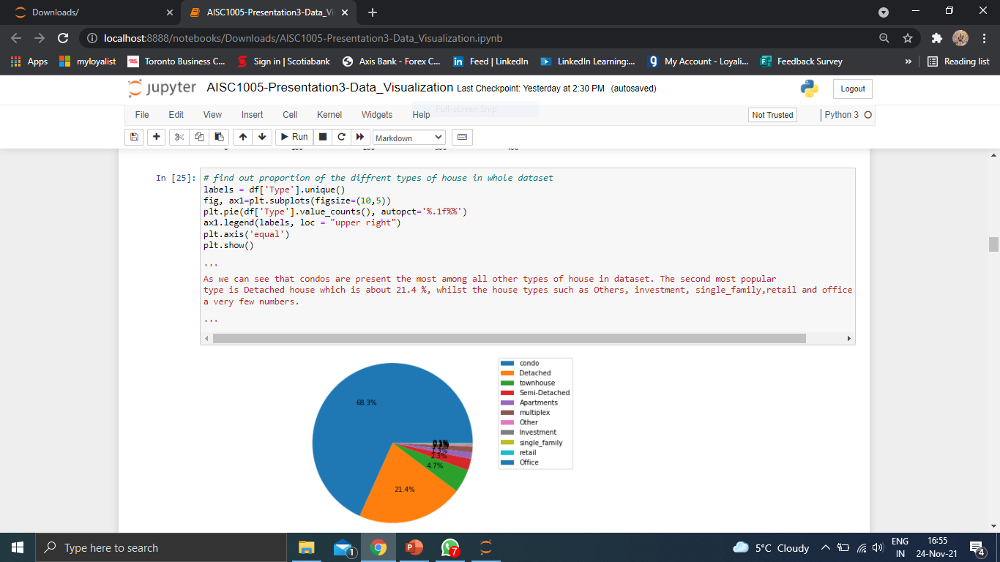 Downloads/
AISC1005-Presentation3-Data_Vis
localhost:8888/notebooks/Downloads/AISC1005-Presentation3-Data_Visualization.ipynb
Apps
myloyalist
Toronto Business C...
Sign in | Scotiabank
Axis Bank - Forex C...
Feed | LinkedIn
LinkedIn Learning:...
My Account - Loyali...
Feedback Survey
»
Reading list
jupyter AISC1005-Presentation3-Data_Visualization Last Checkpoint: Yesterday at 2:30 PM (autosaved)
Logout
Full-screen Snip
File Edit View Insert Cell Kernel Widgets Help
Not Trusted
Python 3
Run
Markdown
In [25]:
# find out proportion of the diffrent types of house in whole dataset
labels = df['Type'].unique()
fig, ax1=plt.subplots(figsize=(10,5))
plt.pie(df['Type'].value_counts(), autopct='%.1f%%')
ax1.legend(labels, loc = "upper right")
plt.axis('equal')
plt.show()
'''
As we can see that condos are present the most among all other types of house in dataset. The second most popular
type is Detached house which is about 21.4 %, whilst the house types such as Others, investment, single_family,retail and office
a very few numbers.
'''
68.3%
21.4%
4.7%
2.3%
condo
Detached
townhouse
Semi-Detached
Apartments
multiplex
Other
Investment
single_family
retail
Office
Type here to search
1
7
5°C Cloudy
ENG
IN
16:55
24-Nov-21
4